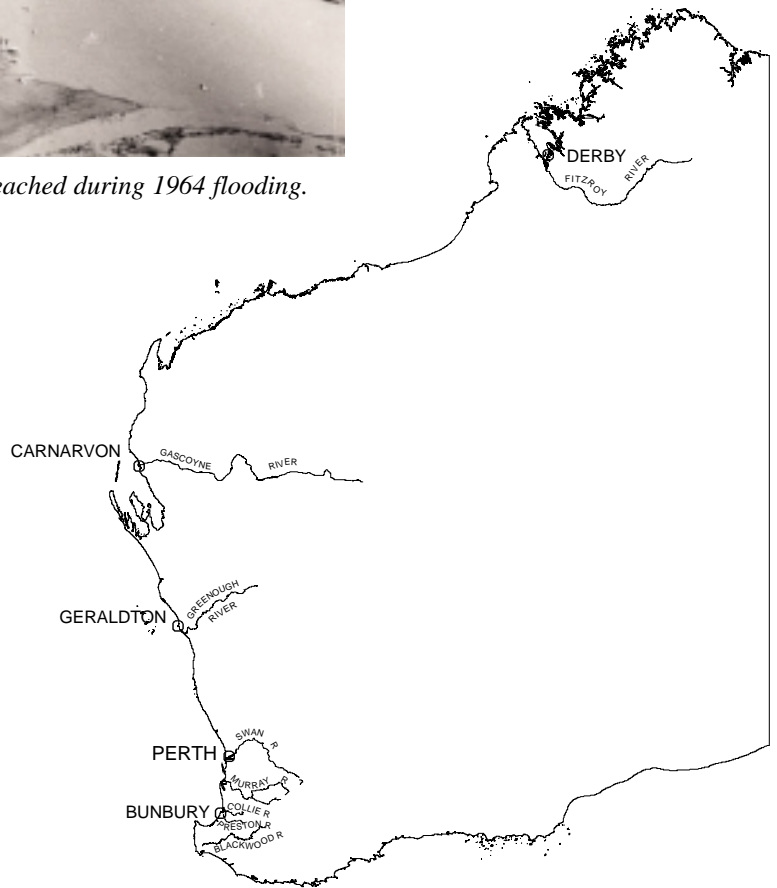 eached during 1964 flooding.
DERBY
FITZROY RIVER
CARNARVON
GASCOYNE RIVER
GERALDTON
GREENOUGH RIVER
PERTH
SWAN R
MURRAY R
BUNBURY
COLLIE R
PRESTON R
BLACKWOOD R